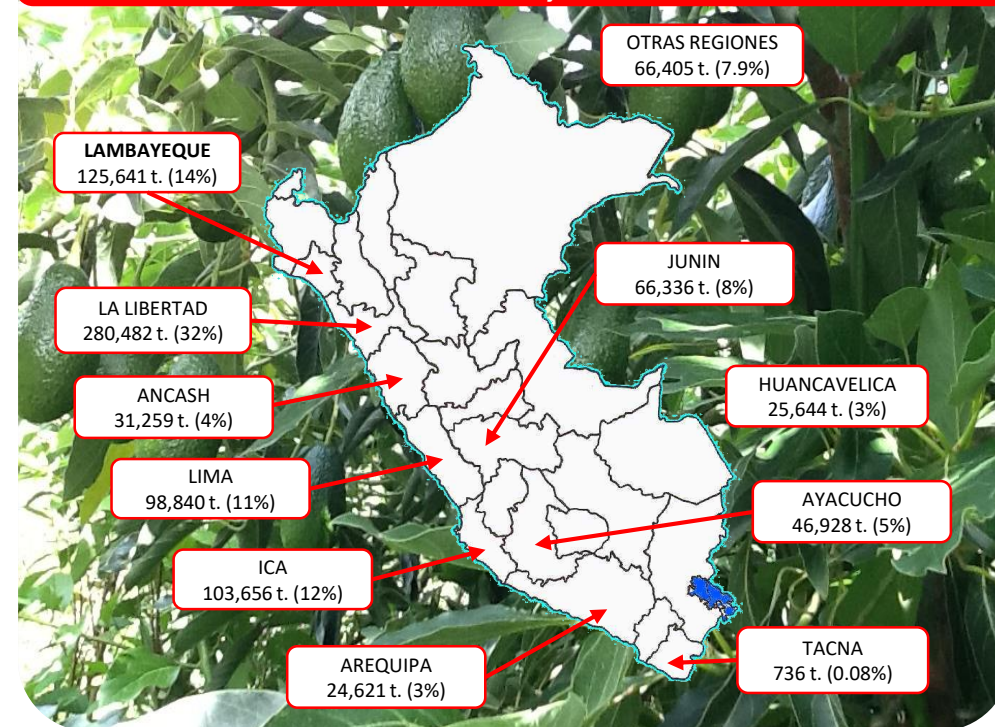 OTRAS REGIONES
66,405 t. (7.9%)
LAMBAYEQUE
125,641 t. (14%)
JUNIN
66,336 t. (8%)
LA LIBERTAD
280,482 t. (32%)
HUANCAVELICA
25,644 t. (3%)
ANCASH
31,259 t. (4%)
LIMA
98,840 t. (11%)
AYACUCHO
46,928 t. (5%)
ICA
103,656 t. (12%)
TACNA
736 t. (0.08%)
AREQUIPA
24,621 t. (3%)